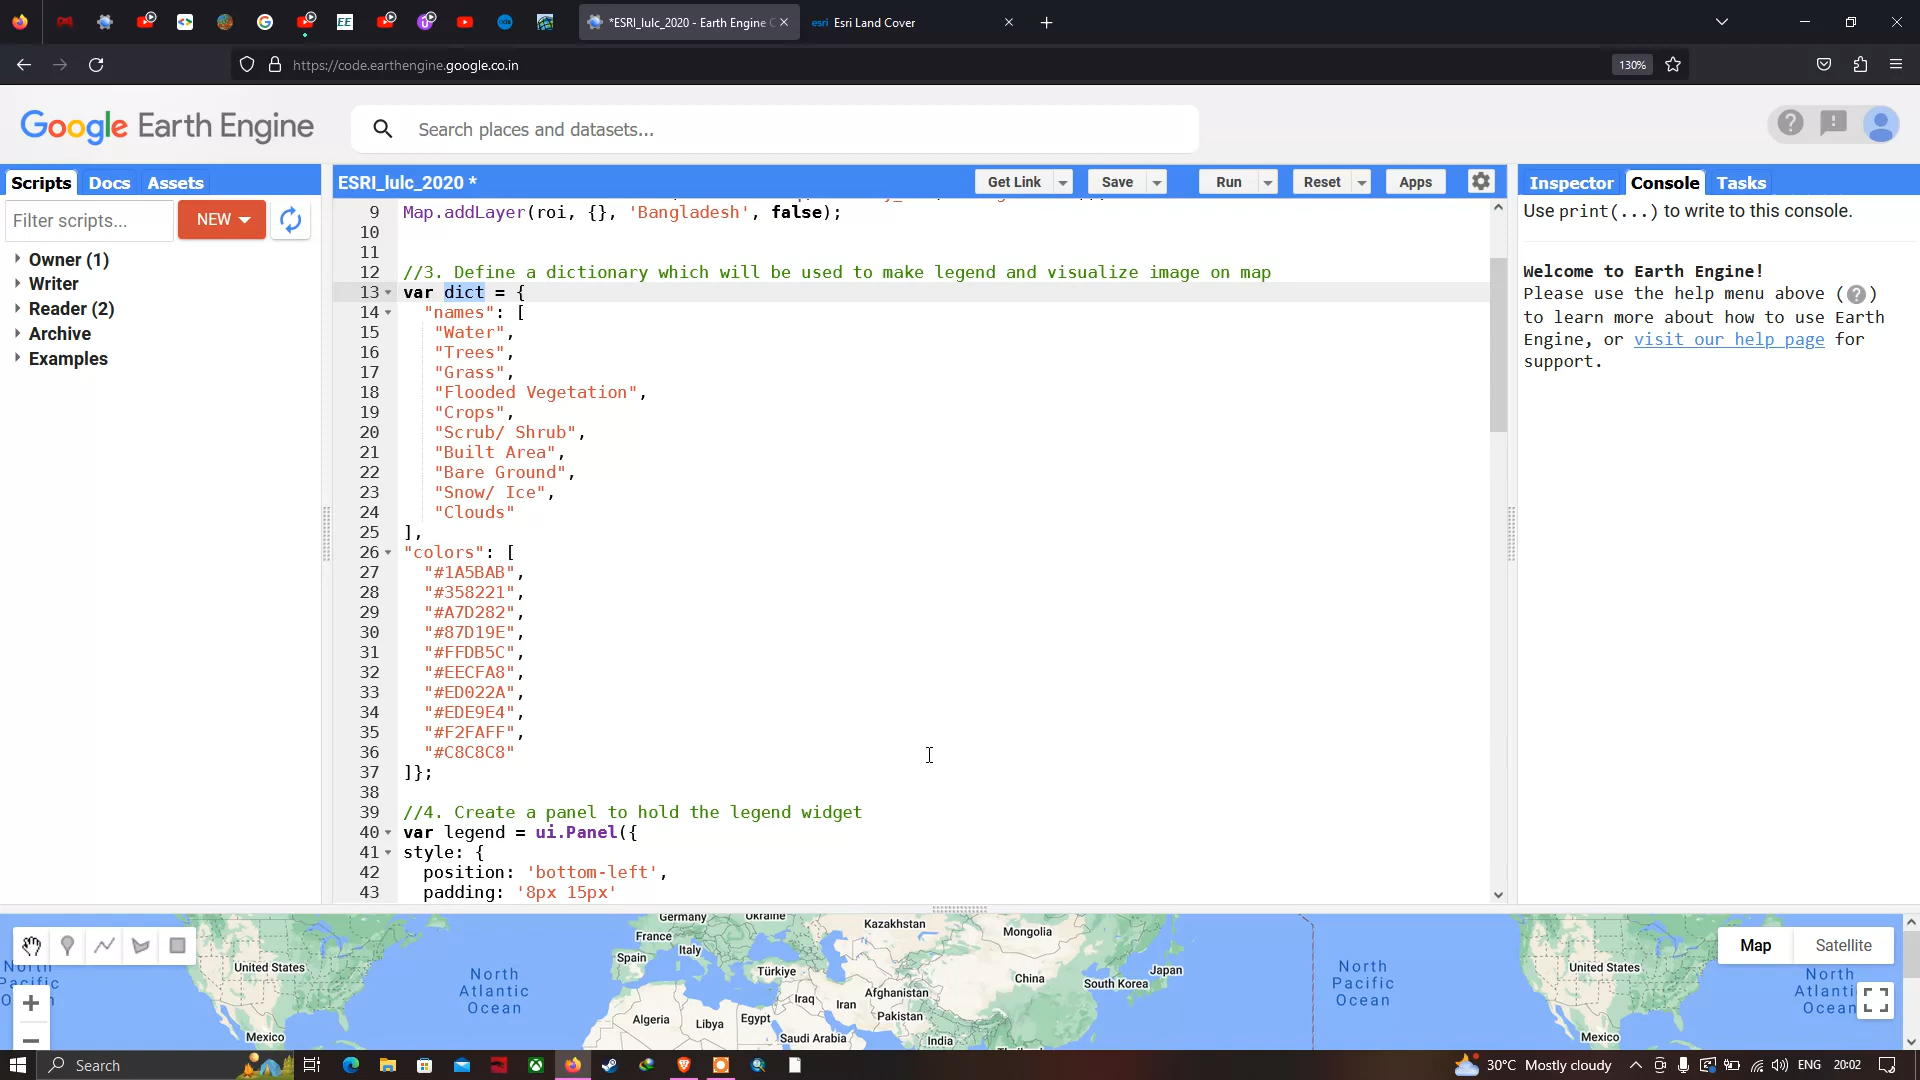 *ESRI_lulc_2020 - Earth Engine C
esri Esri Land Cover
https://code.earthengine.google.co.in
130%
Google Earth Engine
Search places and datasets...
Scripts Docs Assets
Filter scripts...
NEW
Owner (1)
Writer
Reader (2)
Archive
Examples
ESRI_lulc_2020 *
Get Link Save Run Reset Apps
9 Map.addLayer(roi, {}, 'Bangladesh', false);
10
11
12 //3. Define a dictionary which will be used to make legend and visualize image on map
13 var dict = {
14 "names": [
15 "Water",
16 "Trees",
17 "Grass",
18 "Flooded Vegetation",
19 "Crops",
20 "Scrub/ Shrub",
21 "Built Area",
22 "Bare Ground",
23 "Snow/ Ice",
24 "Clouds"
25 ],
26 "colors": [
27 "#1A5BAB",
28 "#358221",
29 "#A7D282",
30 "#87D19E",
31 "#FFDB5C",
32 "#EECFA8",
33 "#ED022A",
34 "#EDE9E4",
35 "#F2FAFF",
36 "#C8C8C8"
37 ]};
38
39 //4. Create a panel to hold the legend widget
40 var legend = ui.Panel({
41 style: {
42 position: 'bottom-left',
43 padding: '8px 15px'
Inspector Console Tasks
Use print(...) to write to this console.
Welcome to Earth Engine!
Please use the help menu above (?)
to learn more about how to use Earth
Engine, or visit our help page for
support.
Map Satellite
North
Pacific
United States
Mexico
North
Atlantic
Ocean
Germany
Ukraine
France
Italy
Spain
Türkiye
Kazakhstan
Mongolia
China
Japan
South Korea
Afghanistan
Iraq
Iran
Pakistan
Algeria
Libya
Egypt
Saudi Arabia
India
North
Pacific
Ocean
United States
Mexico
North
Atlanti
Ocean
Search
30°C Mostly cloudy
ENG
20:02